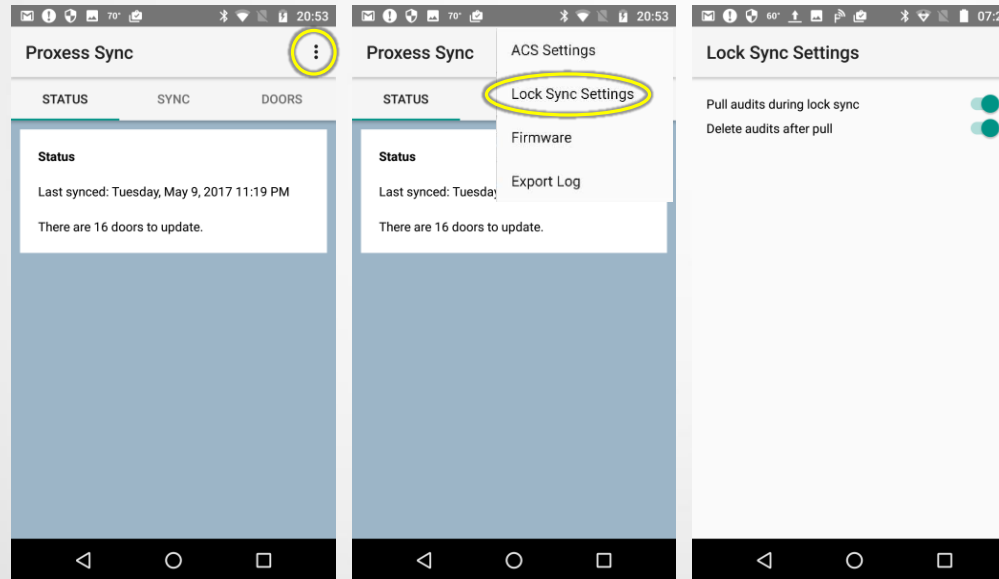 70°
20:53
Proxess Sync
STATUS SYNC DOORS
Status
Last synced: Tuesday, May 9, 2017 11:19 PM
There are 16 doors to update.
70°
20:53
Proxess Sync
ACS Settings
Lock Sync Settings
Firmware
Export Log
STATUS
Status
Last synced: Tuesday
There are 16 doors to update.
60°
07:2
Lock Sync Settings
Pull audits during lock sync
Delete audits after pull